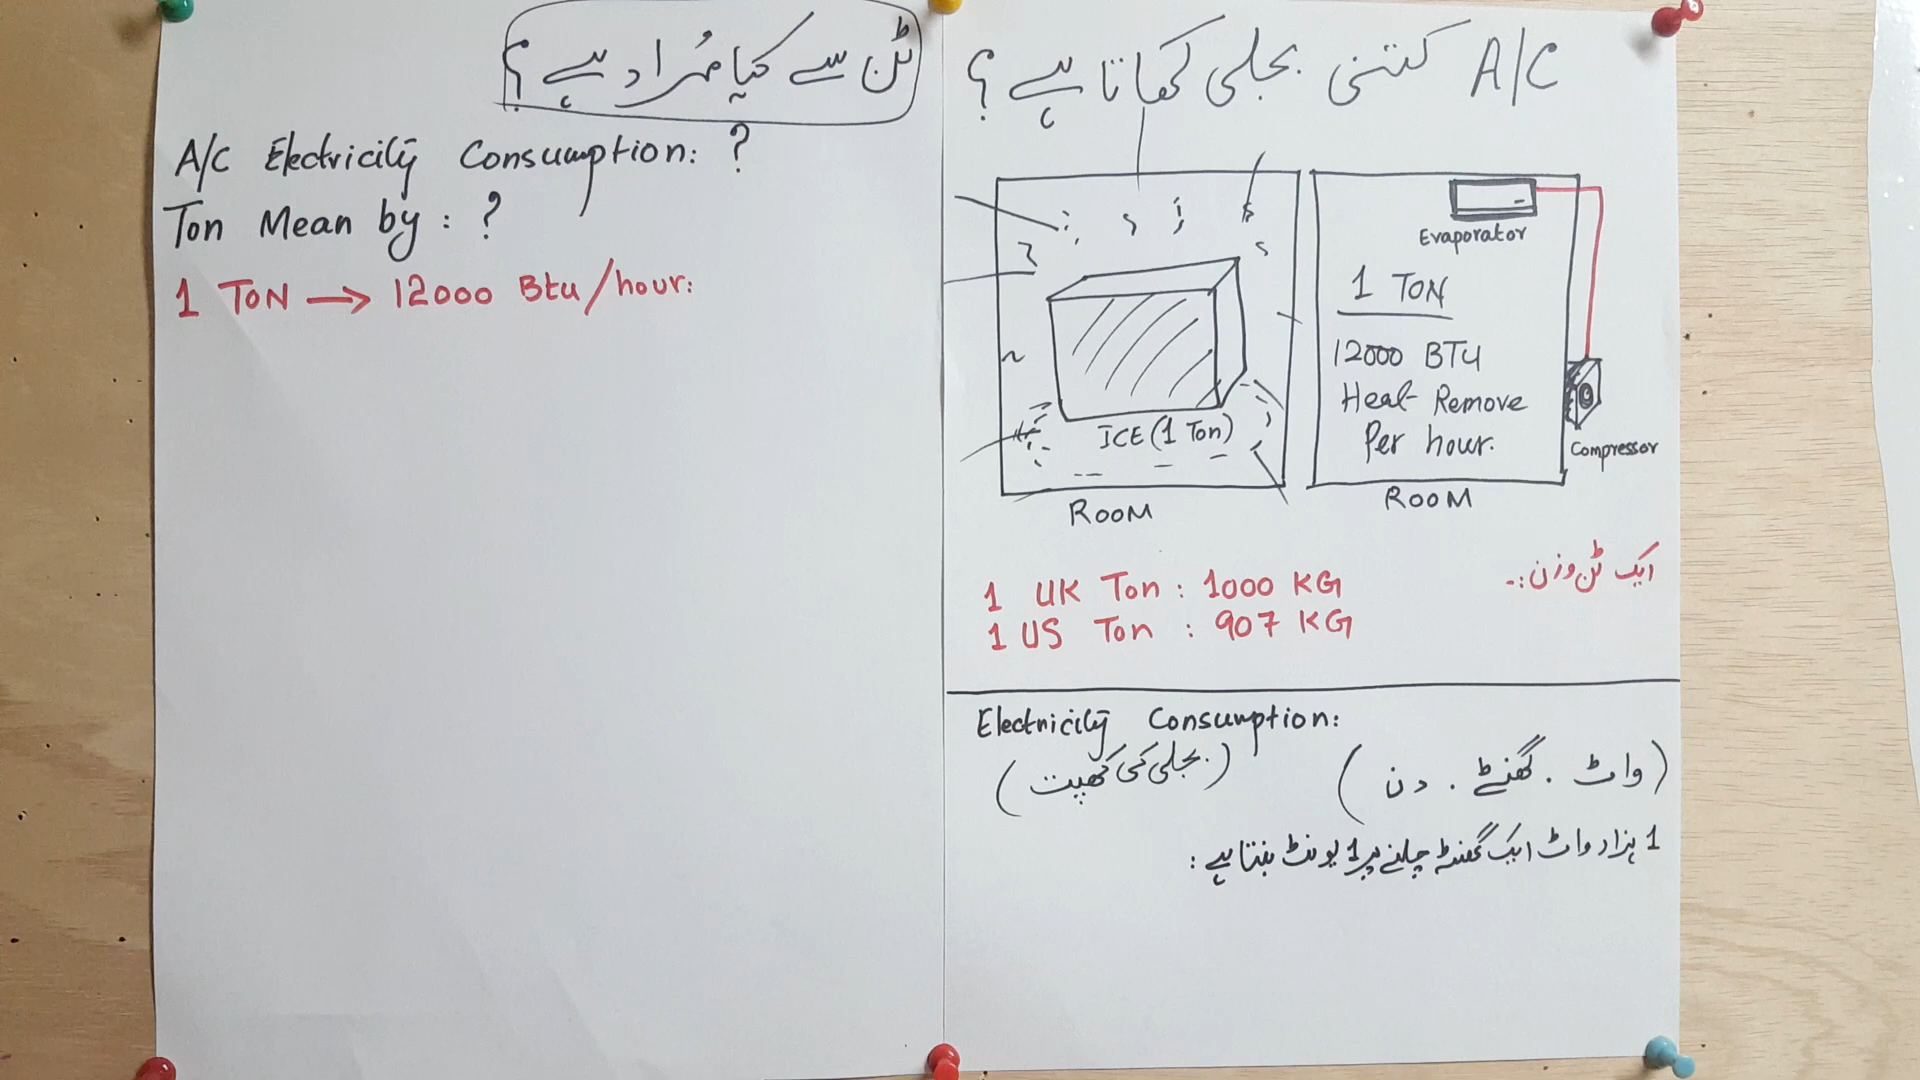 ٹن سے کیا مُراد ہے؟
A/C Electricity Consumption: ?
Ton Mean by : ?
1 TON → 12000 Btu/hour:
A/C کتنی بجلی کھاتا ہے؟
ICE (1 Ton)
ROOM
Evaporator
1 TON
12000 BTU
Heat Remove
Per hour.
Compressor
ROOM
ایک ٹن وزن:-
1 UK Ton : 1000 KG
1 US Ton : 907 KG
Electricity Consumption:
(بجلی کی کھپت)
(واٹ . گھنٹے . دن)
1 ہزار واٹ ایک گھنٹہ چلنے پر 1 یونٹ بنتا ہے: